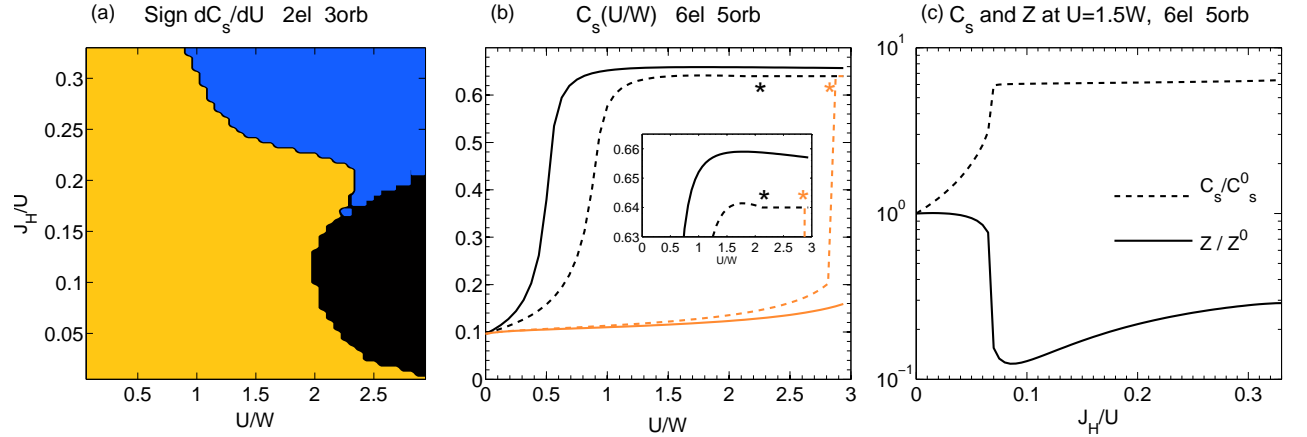 (a) Sign dC_s/dU 2el 3orb
0.3
0.25
0.2
0.15
0.1
0.05
J_H/U
0.5 1 1.5 2 2.5
U/W
(b) C_s(U/W) 6el 5orb
0.6
0.5
0.4
0.3
0.2
0.1
0
0 0.5 1 1.5 2 2.5 3
U/W
* *
0.66
0.65
0.64
0.63
0 0.5 1 1.5 2 2.5 3
U/W
* *
(c) C_s and Z at U=1.5W, 6el 5orb
10^1
10^0
10^-1
0 0.1 0.2 0.3
J_H/U
C_s/C^0_s
Z / Z^0